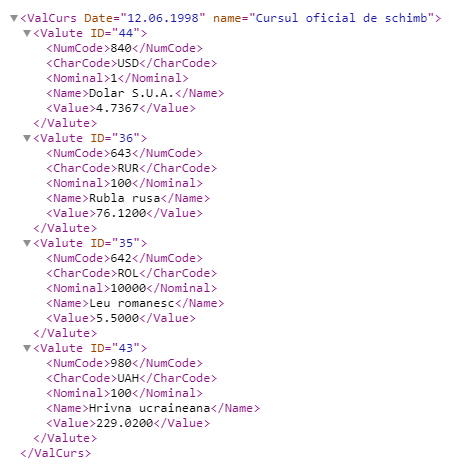 <ValCurs Date="12.06.1998" name="Cursul oficial de schimb">
<Valute ID="44">
<NumCode>840</NumCode>
<CharCode>USD</CharCode>
<Nominal>1</Nominal>
<Name>Dolar S.U.A.</Name>
<Value>4.7367</Value>
</Valute>
<Valute ID="36">
<NumCode>643</NumCode>
<CharCode>RUR</CharCode>
<Nominal>100</Nominal>
<Name>Rubla rusa</Name>
<Value>76.1200</Value>
</Valute>
<Valute ID="35">
<NumCode>642</NumCode>
<CharCode>ROL</CharCode>
<Nominal>10000</Nominal>
<Name>Leu romanesc</Name>
<Value>5.5000</Value>
</Valute>
<Valute ID="43">
<NumCode>980</NumCode>
<CharCode>UAH</CharCode>
<Nominal>100</Nominal>
<Name>Hrivna ucraineana</Name>
<Value>229.0200</Value>
</Valute>
</ValCurs>